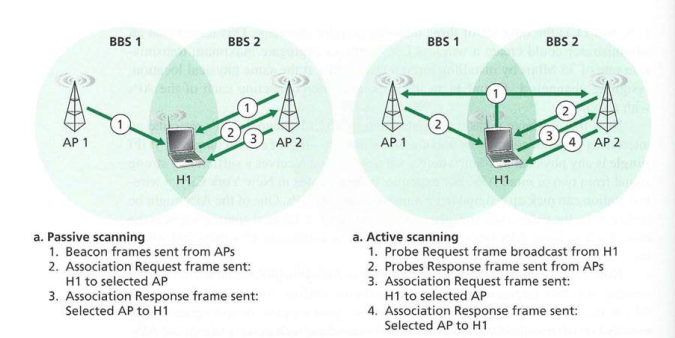 BBS 1
BBS 2
1
1
2
3
AP 1
AP 2
H1
a. Passive scanning
1. Beacon frames sent from APs
2. Association Request frame sent:
H1 to selected AP
3. Association Response frame sent:
Selected AP to H1
BBS 1
BBS 2
1
2
2
3
4
AP 1
AP 2
H1
a. Active scanning
1. Probe Request frame broadcast from H1
2. Probes Response frame sent from APs
3. Association Request frame sent:
H1 to selected AP
4. Association Response frame sent:
Selected AP to H1